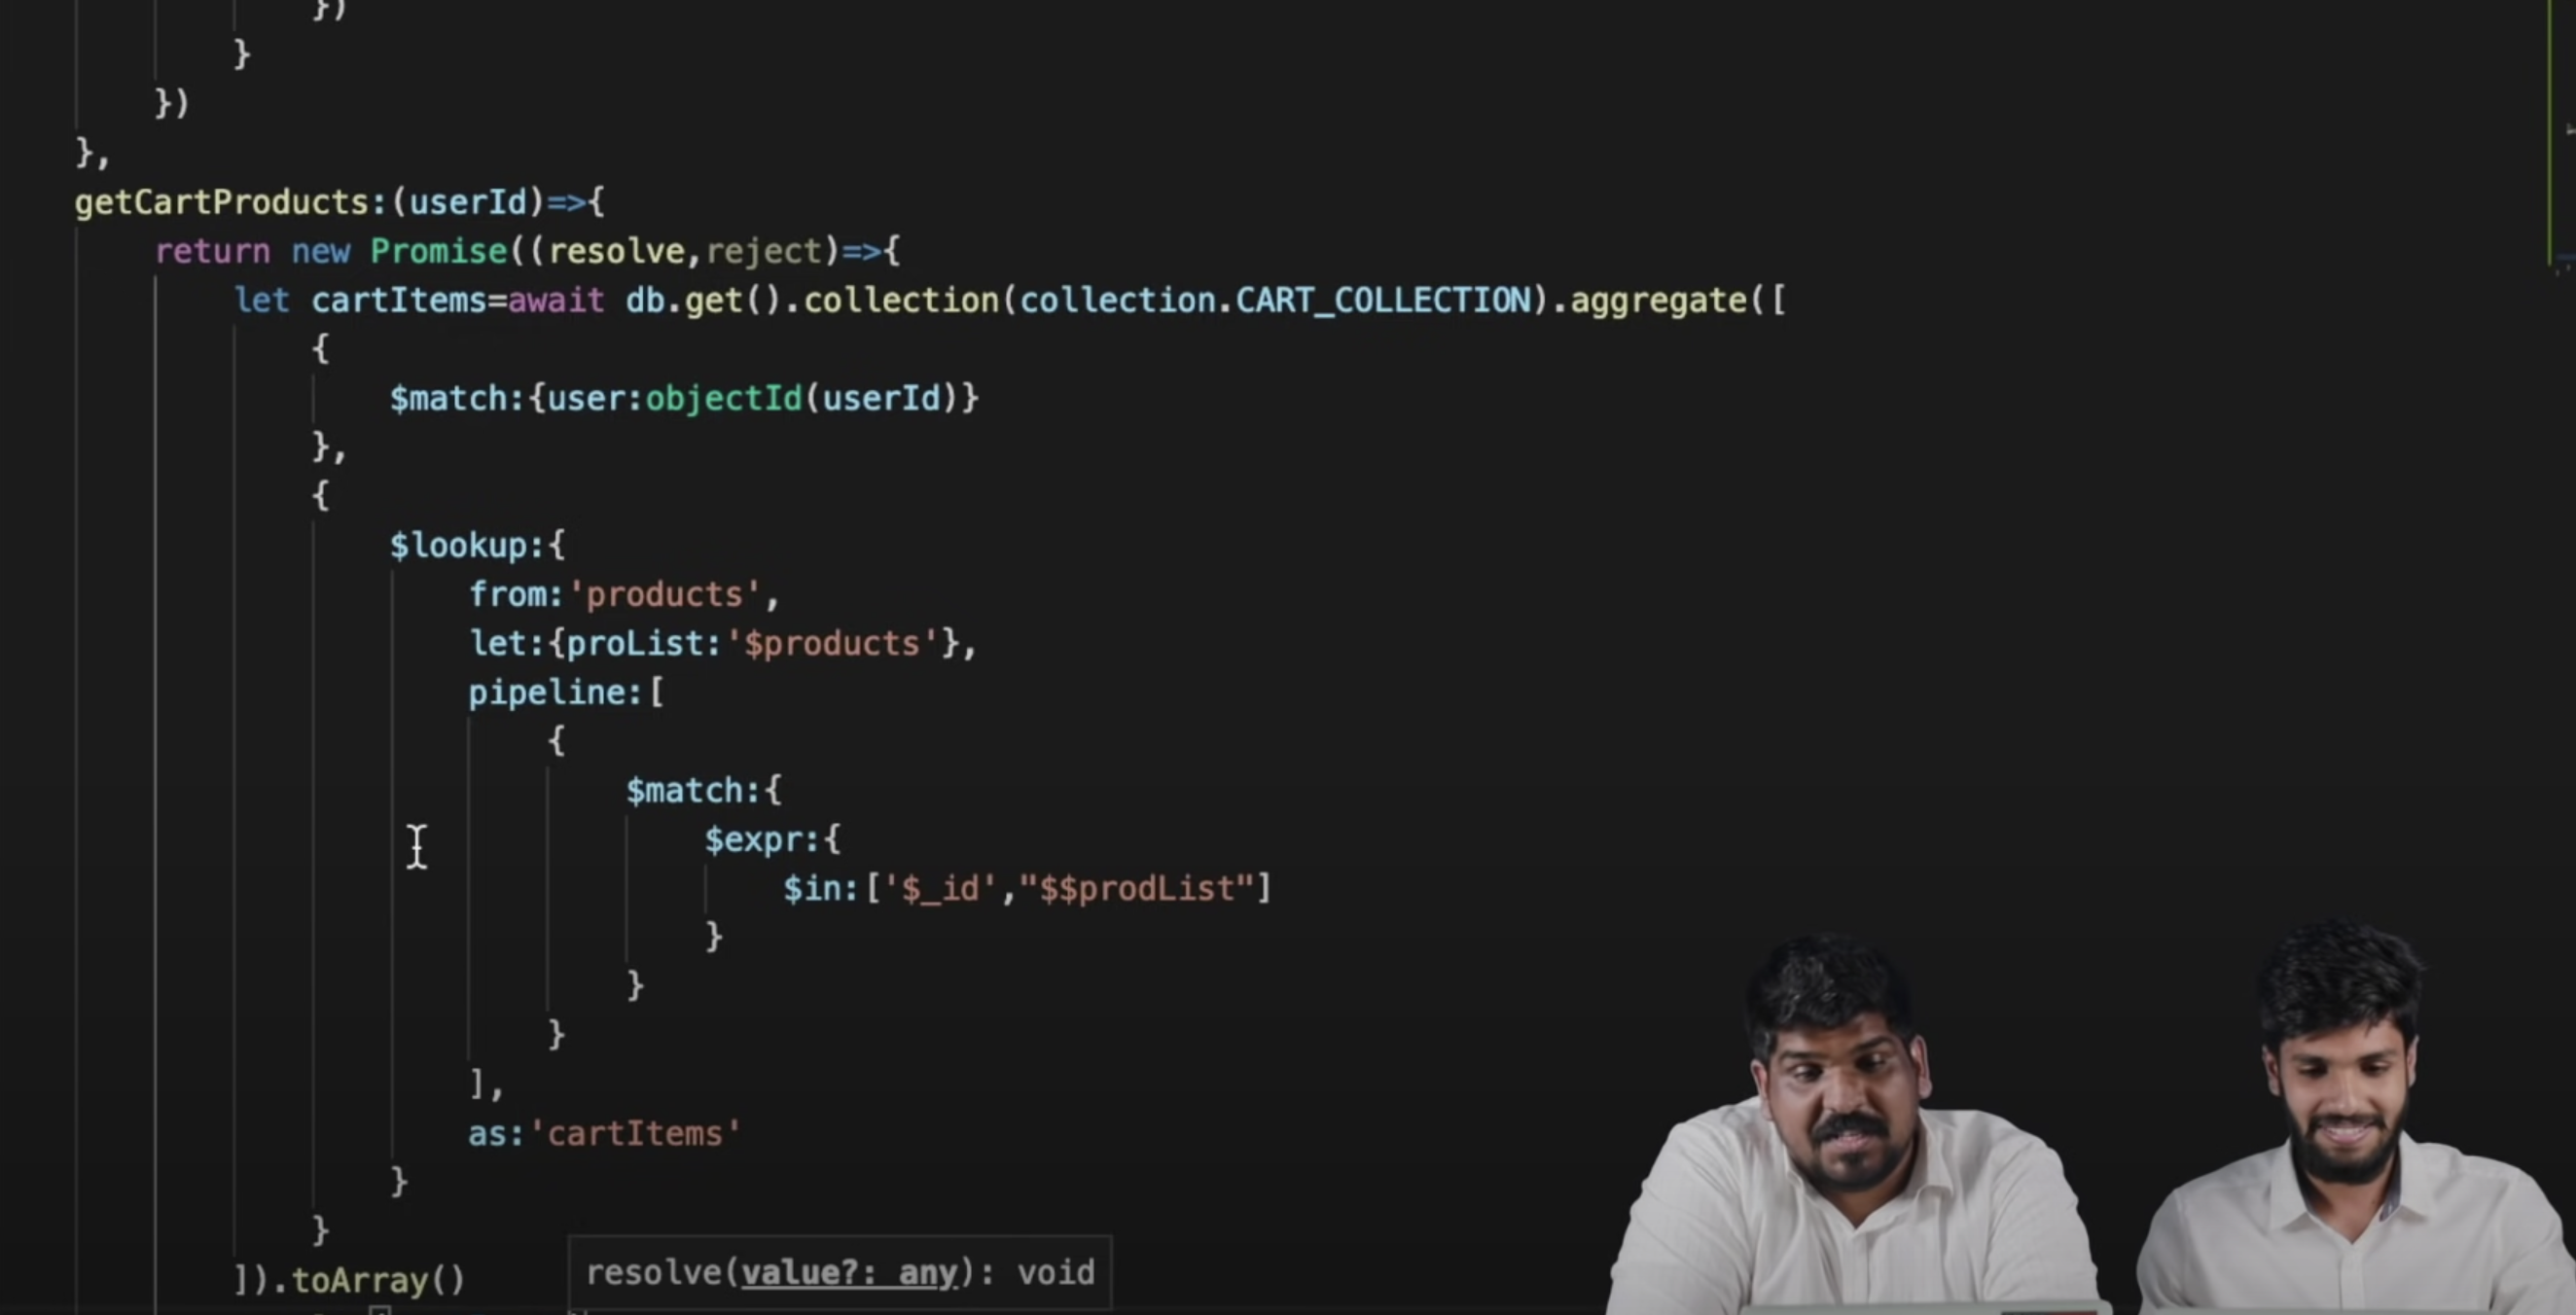 })
}
})
},
getCartProducts:(userId)=>{
return new Promise((resolve,reject)=>{
let cartItems=await db.get().collection(collection.CART_COLLECTION).aggregate([
{
$match:{user:objectId(userId)}
},
{
$lookup:{
from:'products',
let:{proList:'$products'},
pipeline:[
{
$match:{
$expr:{
$in:['$_id',"$$prodList"]
}
}
}
],
as:'cartItems'
}
}
]).toArray()
resolve(value?: any): void